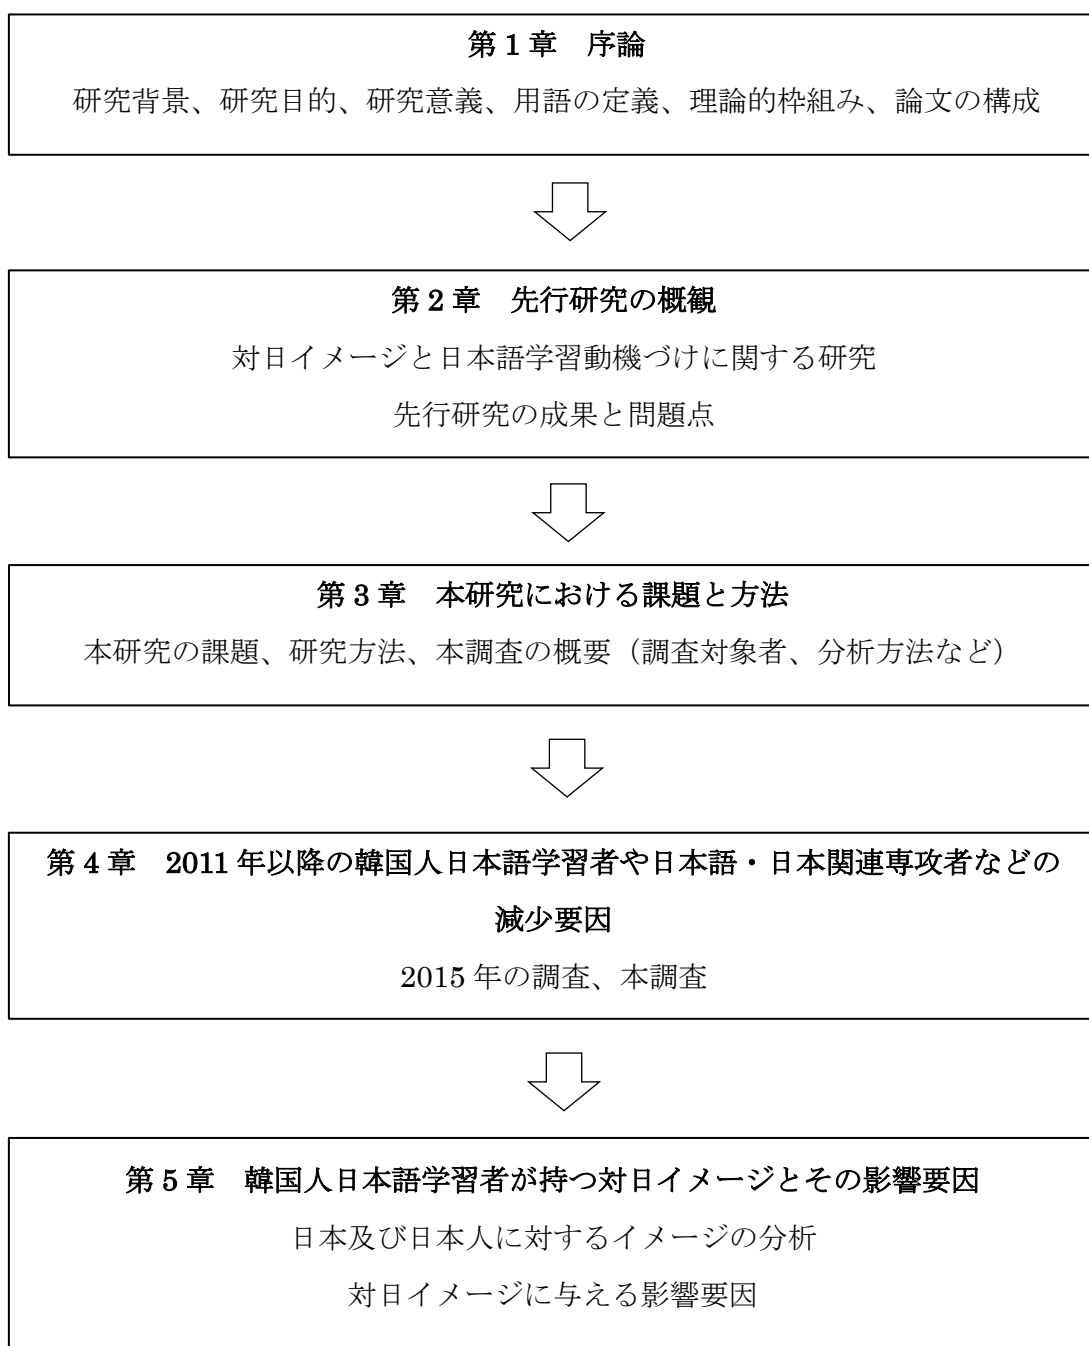 第1章　序論
研究背景、研究目的、研究意義、用語の定義、理論的枠組み、論文の構成
第2章　先行研究の概観
対日イメージと日本語学習動機づけに関する研究
先行研究の成果と問題点
第3章　本研究における課題と方法
本研究の課題、研究方法、本調査の概要（調査対象者、分析方法など）
第4章　2011年以降の韓国人日本語学習者や日本語・日本関連専攻者などの
減少要因
2015年の調査、本調査
第5章　韓国人日本語学習者が持つ対日イメージとその影響要因
日本及び日本人に対するイメージの分析
対日イメージに与える影響要因